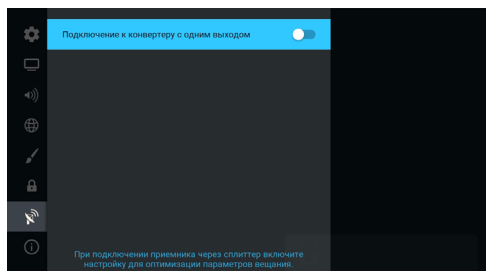 Подключение к конвертеру с одним выходом
При подключении приемника через сплиттер включите
настройку для оптимизации параметров вещания.